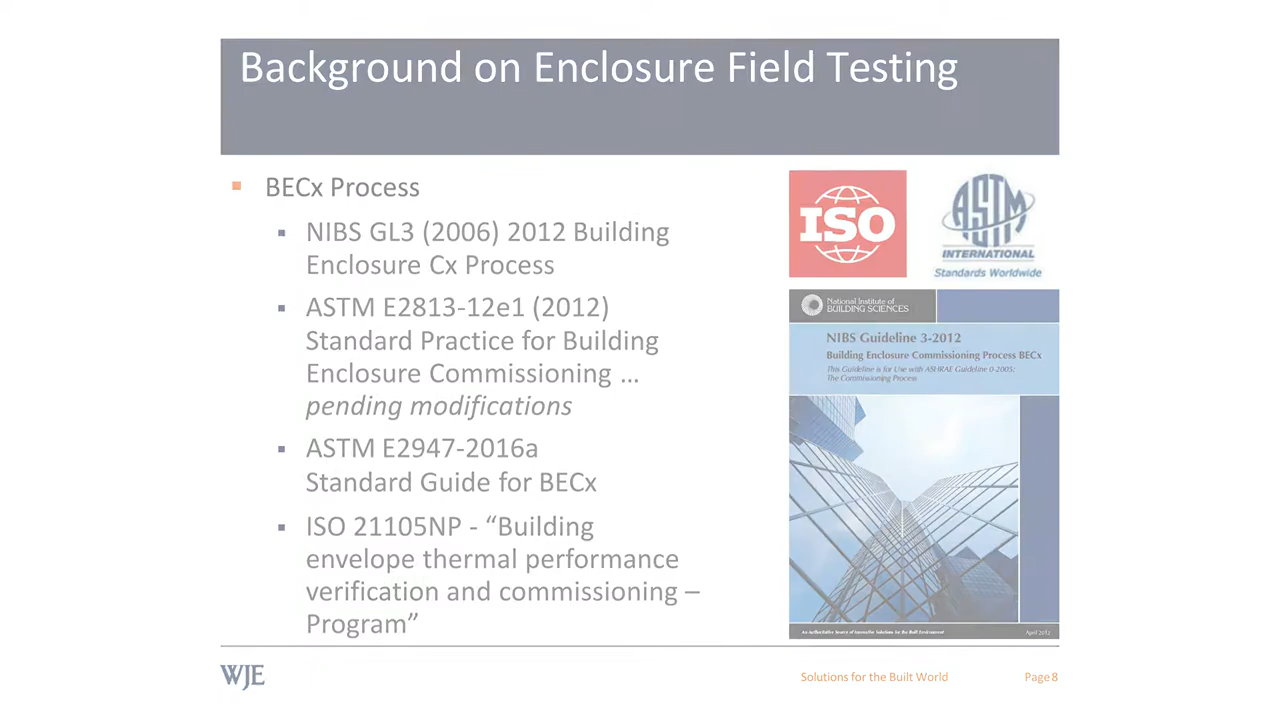 Background on Enclosure Field Testing
BECx Process
NIBS GL3 (2006) 2012 Building
Enclosure Cx Process
ASTM E2813-12e1 (2012)
Standard Practice for Building
Enclosure Commissioning …
pending modifications
ASTM E2947-2016a
Standard Guide for BECx
ISO 21105NP - “Building
envelope thermal performance
verification and commissioning –
Program”
ISO
ASTM
INTERNATIONAL
Standards Worldwide
National Institute of
BUILDING SCIENCES
NIBS Guideline 3-2012
Building Enclosure Commissioning Process BECx
This Guideline is for Use with ASHRAE Guideline 0-2005:
The Commissioning Process
An Authoritative Source of Innovative Solutions for the Built Environment
April 2012
WJE
Solutions for the Built World
Page 8